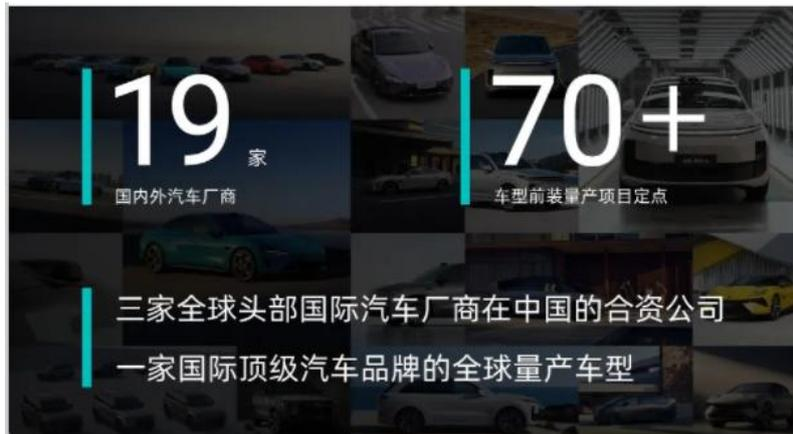 19 家
国内外汽车厂商
70+
车型前装量产项目定点
三家全球头部国际汽车厂商在中国的合资公司
一家国际顶级汽车品牌的全球量产车型